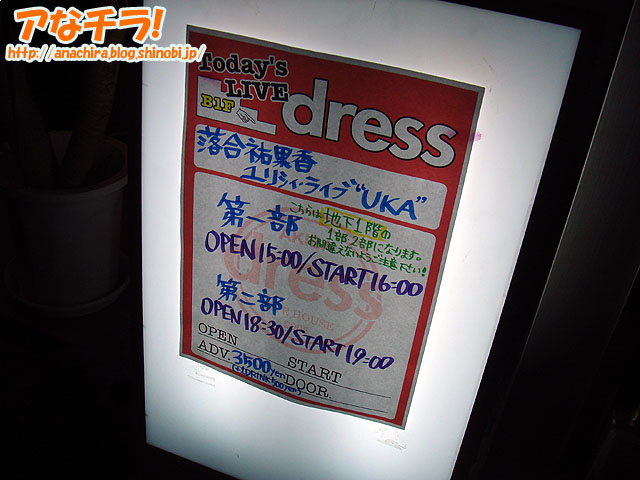 アなチラ!
http://anachira.blog.shinobi.jp/
Today's
LIVE
B1F
dress
落合祐里香
ユリシィ・ライブ"UKA"
第一部
こちらは地下1階の
1部・2部になります。
お間違えないようご注意下さい!
OPEN 15:00/START 16:00
第二部
OPEN 18:30/START 19:00
OPEN START
ADV. 3500yen DOOR.
(+1DRINK 500yen)